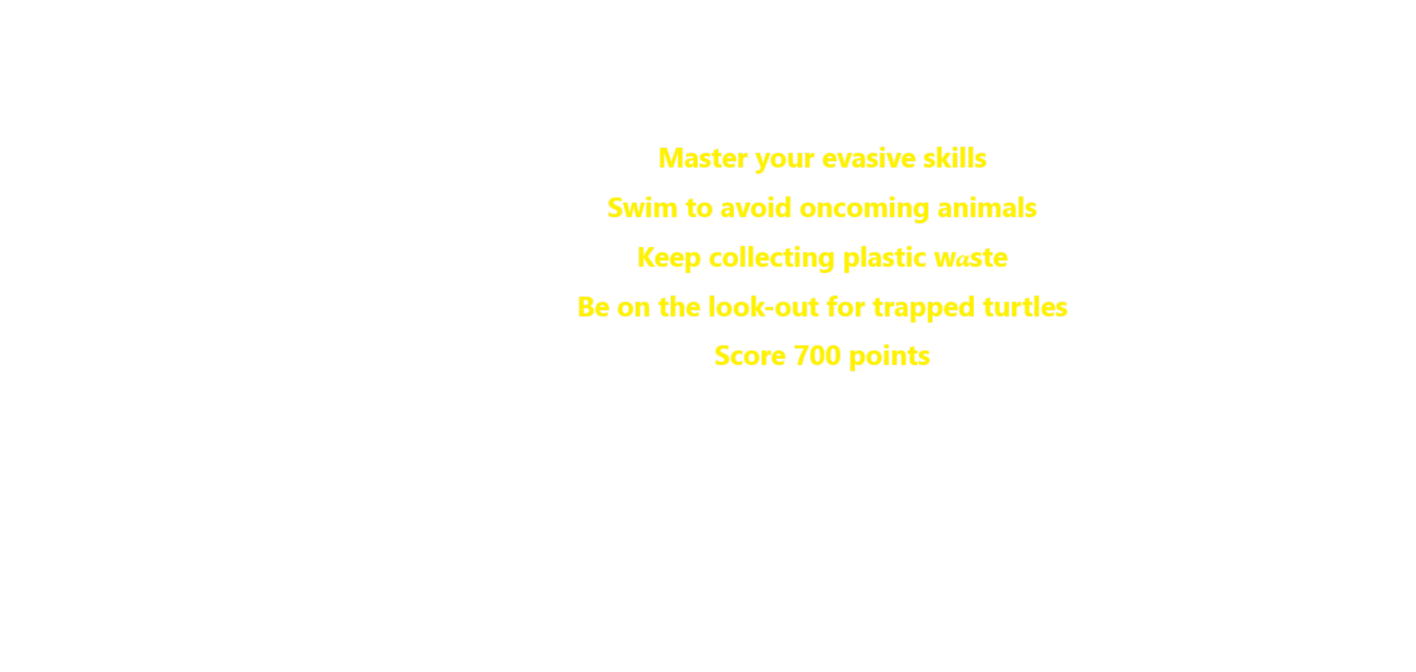 Master your evasive skills
Swim to avoid oncoming animals
Keep collecting plastic waste
Be on the look-out for trapped turtles
Score 700 points